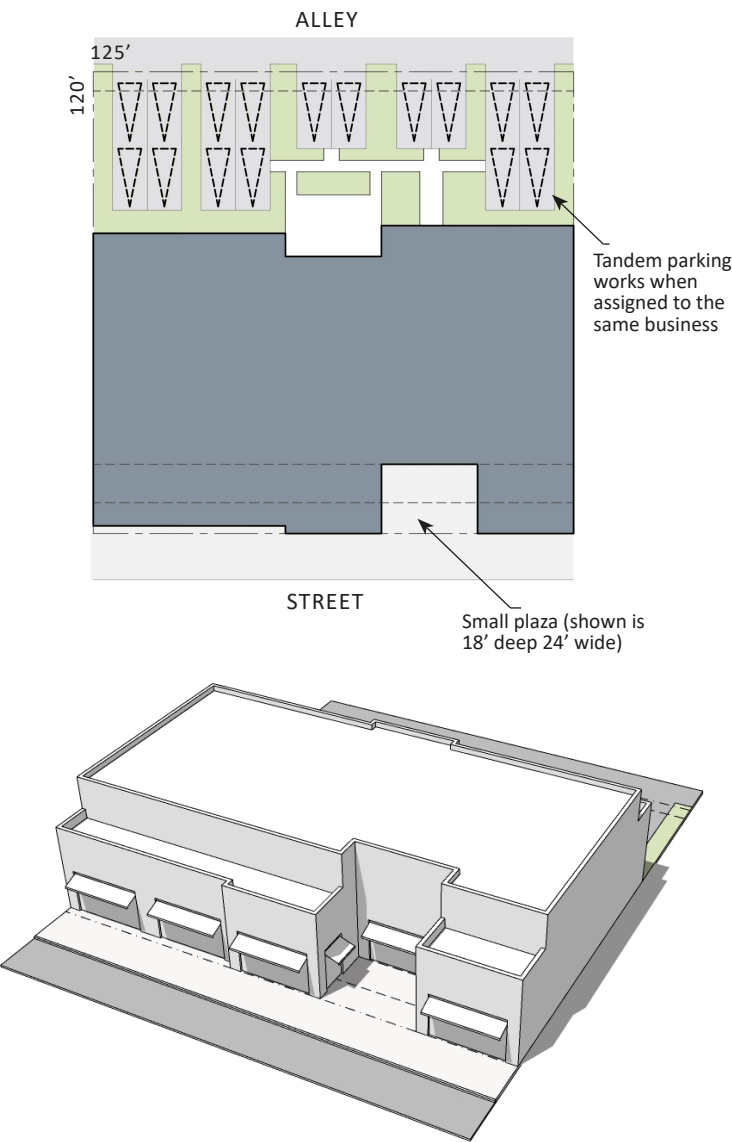 ALLEY
125’
120’
Tandem parking
works when
assigned to the
same business
STREET
Small plaza (shown is
18’ deep 24’ wide)